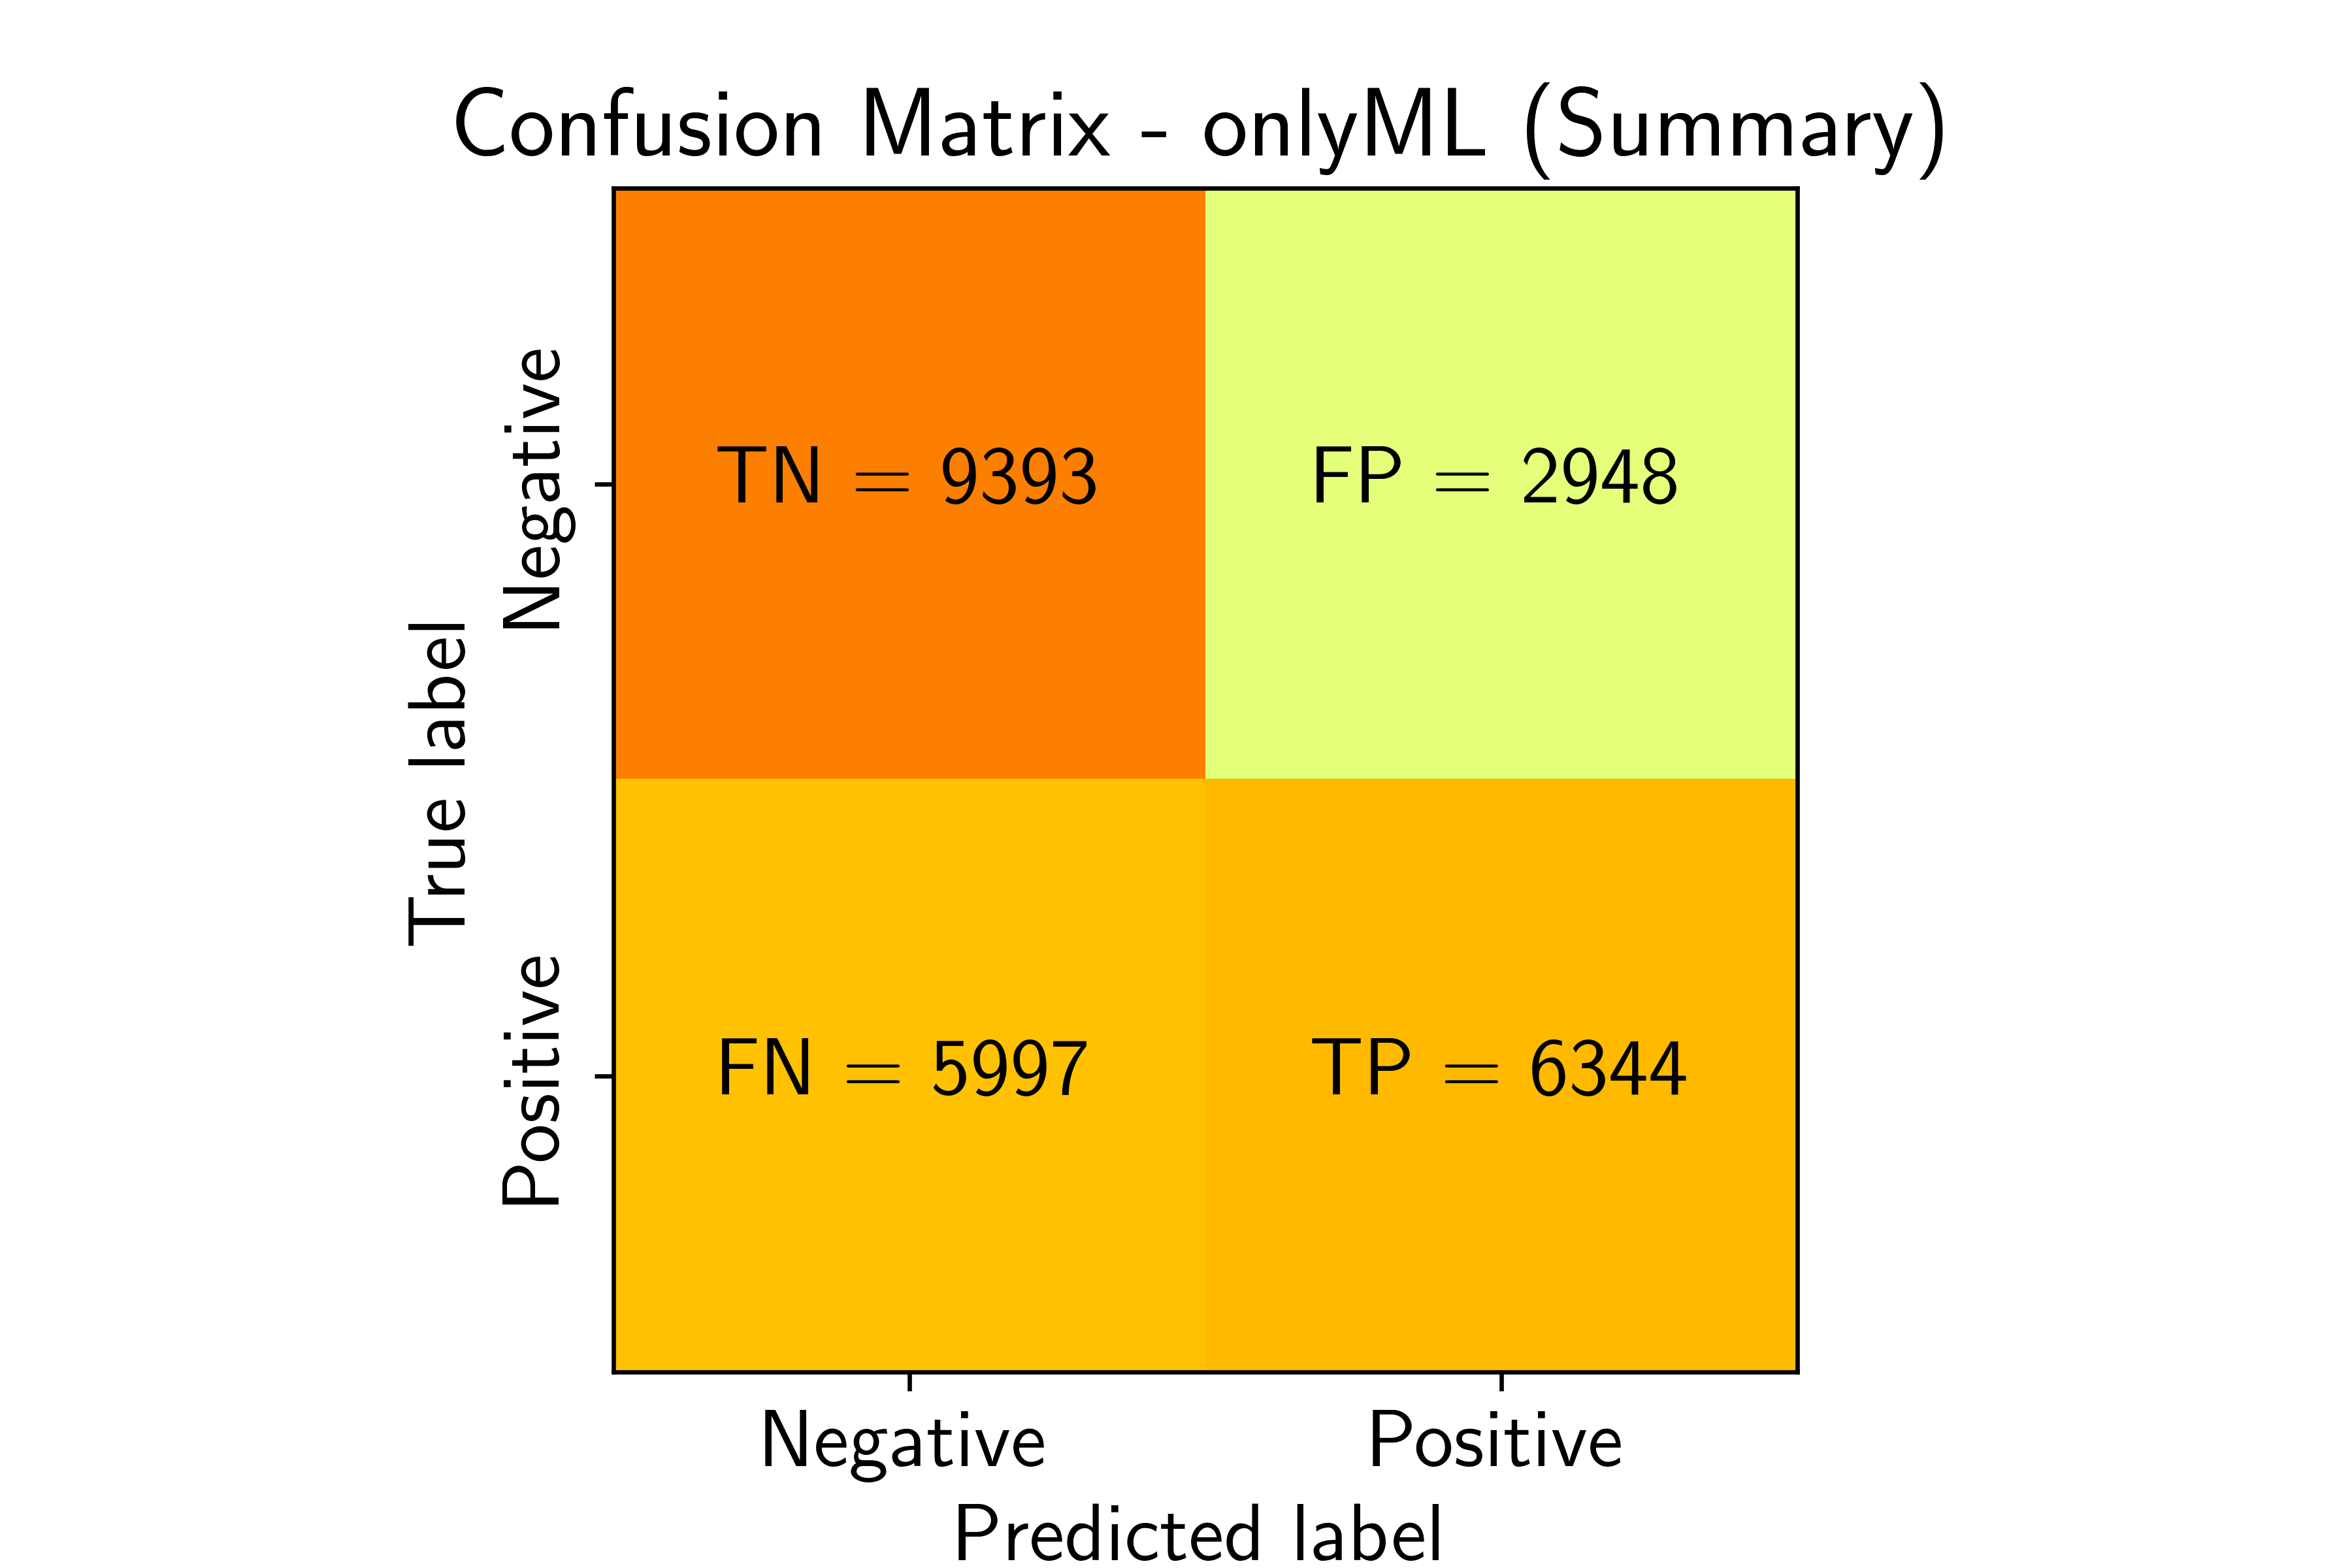 Confusion Matrix - onlyML (Summary)
True label
Negative
TN = 9393
FP = 2948
Positive
FN = 5997
TP = 6344
Negative
Positive
Predicted label